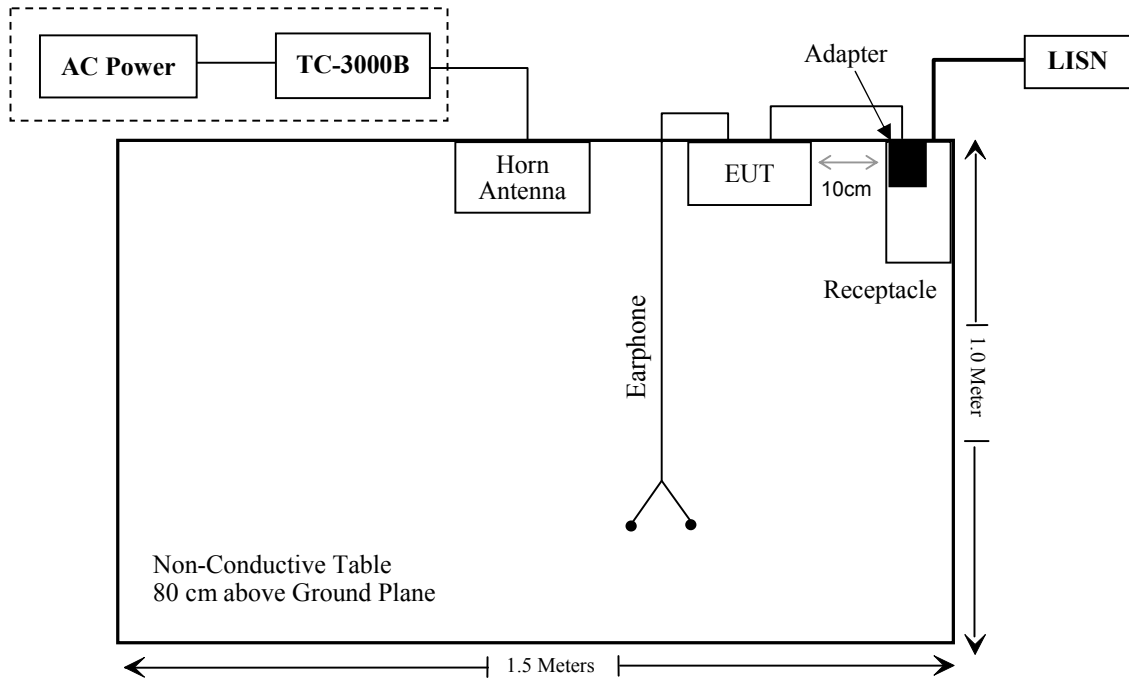 AC Power
TC-3000B
Adapter
LISN
Horn
Antenna
EUT
10cm
Receptacle
Earphone
1.0 Meter
Non-Conductive Table
80 cm above Ground Plane
1.5 Meters